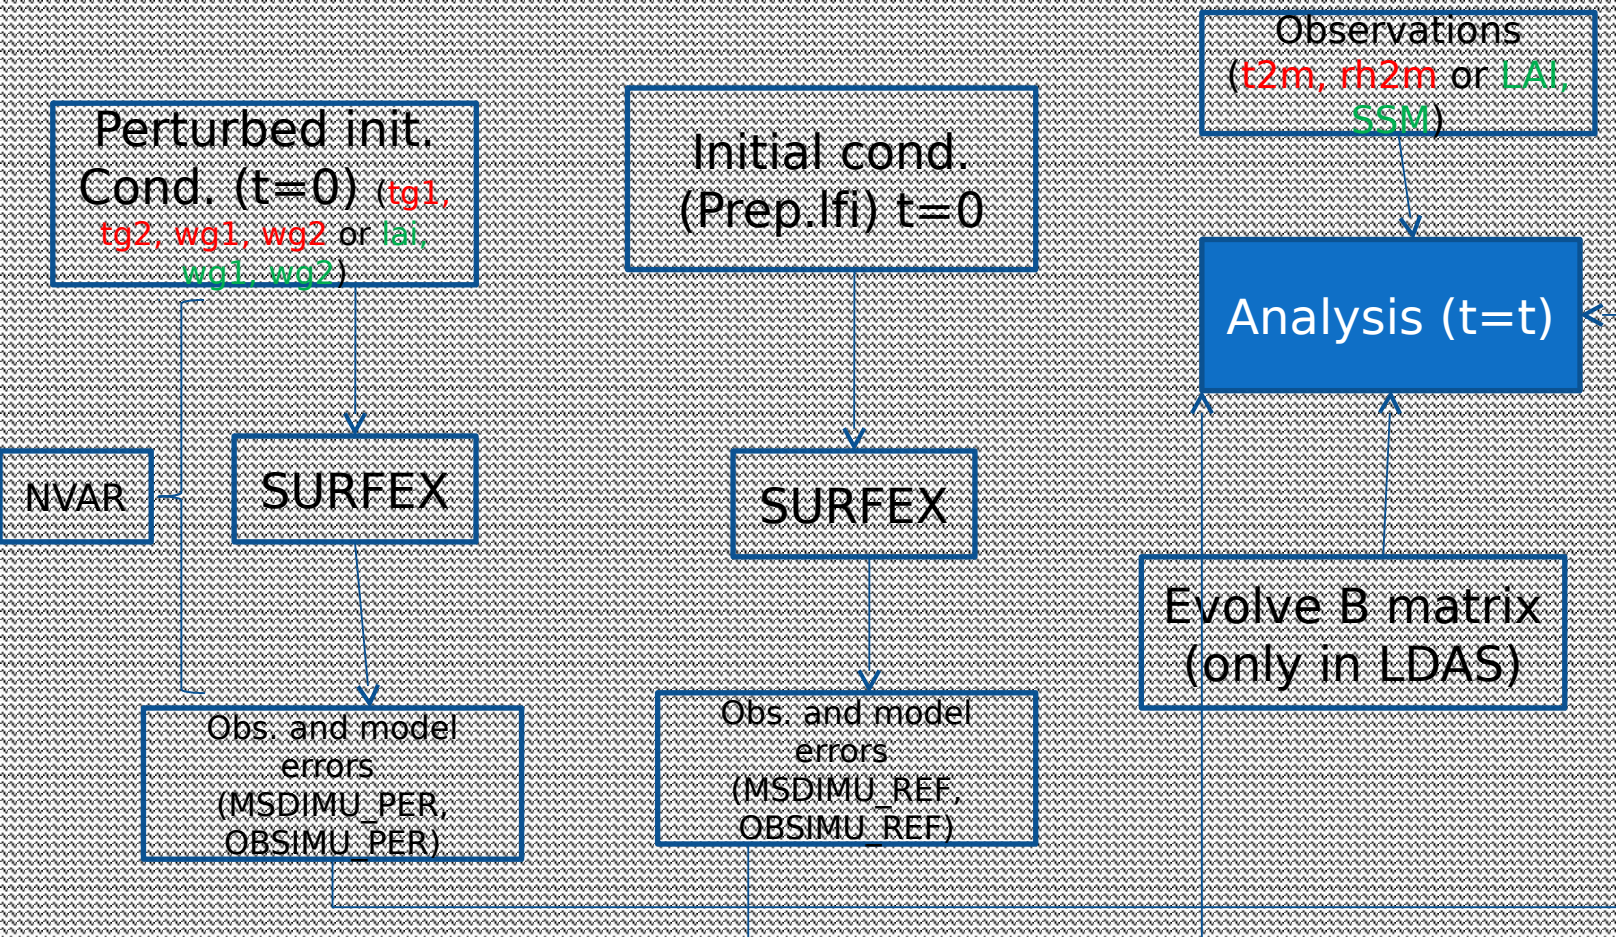 Perturbed init.
Cond. (t=0) (tg1,
tg2, wg1, wg2 or lai,
wg1, wg2)
Initial cond.
(Prep.lfi) t=0
Observations
(t2m, rh2m or LAI,
SSM)
Analysis (t=t)
NVAR
SURFEX
SURFEX
Evolve B matrix
(only in LDAS)
Obs. and model
errors
(MSDIMU_PER,
OBSIMU_PER)
Obs. and model
errors
(MSDIMU_REF,
OBSIMU_REF)